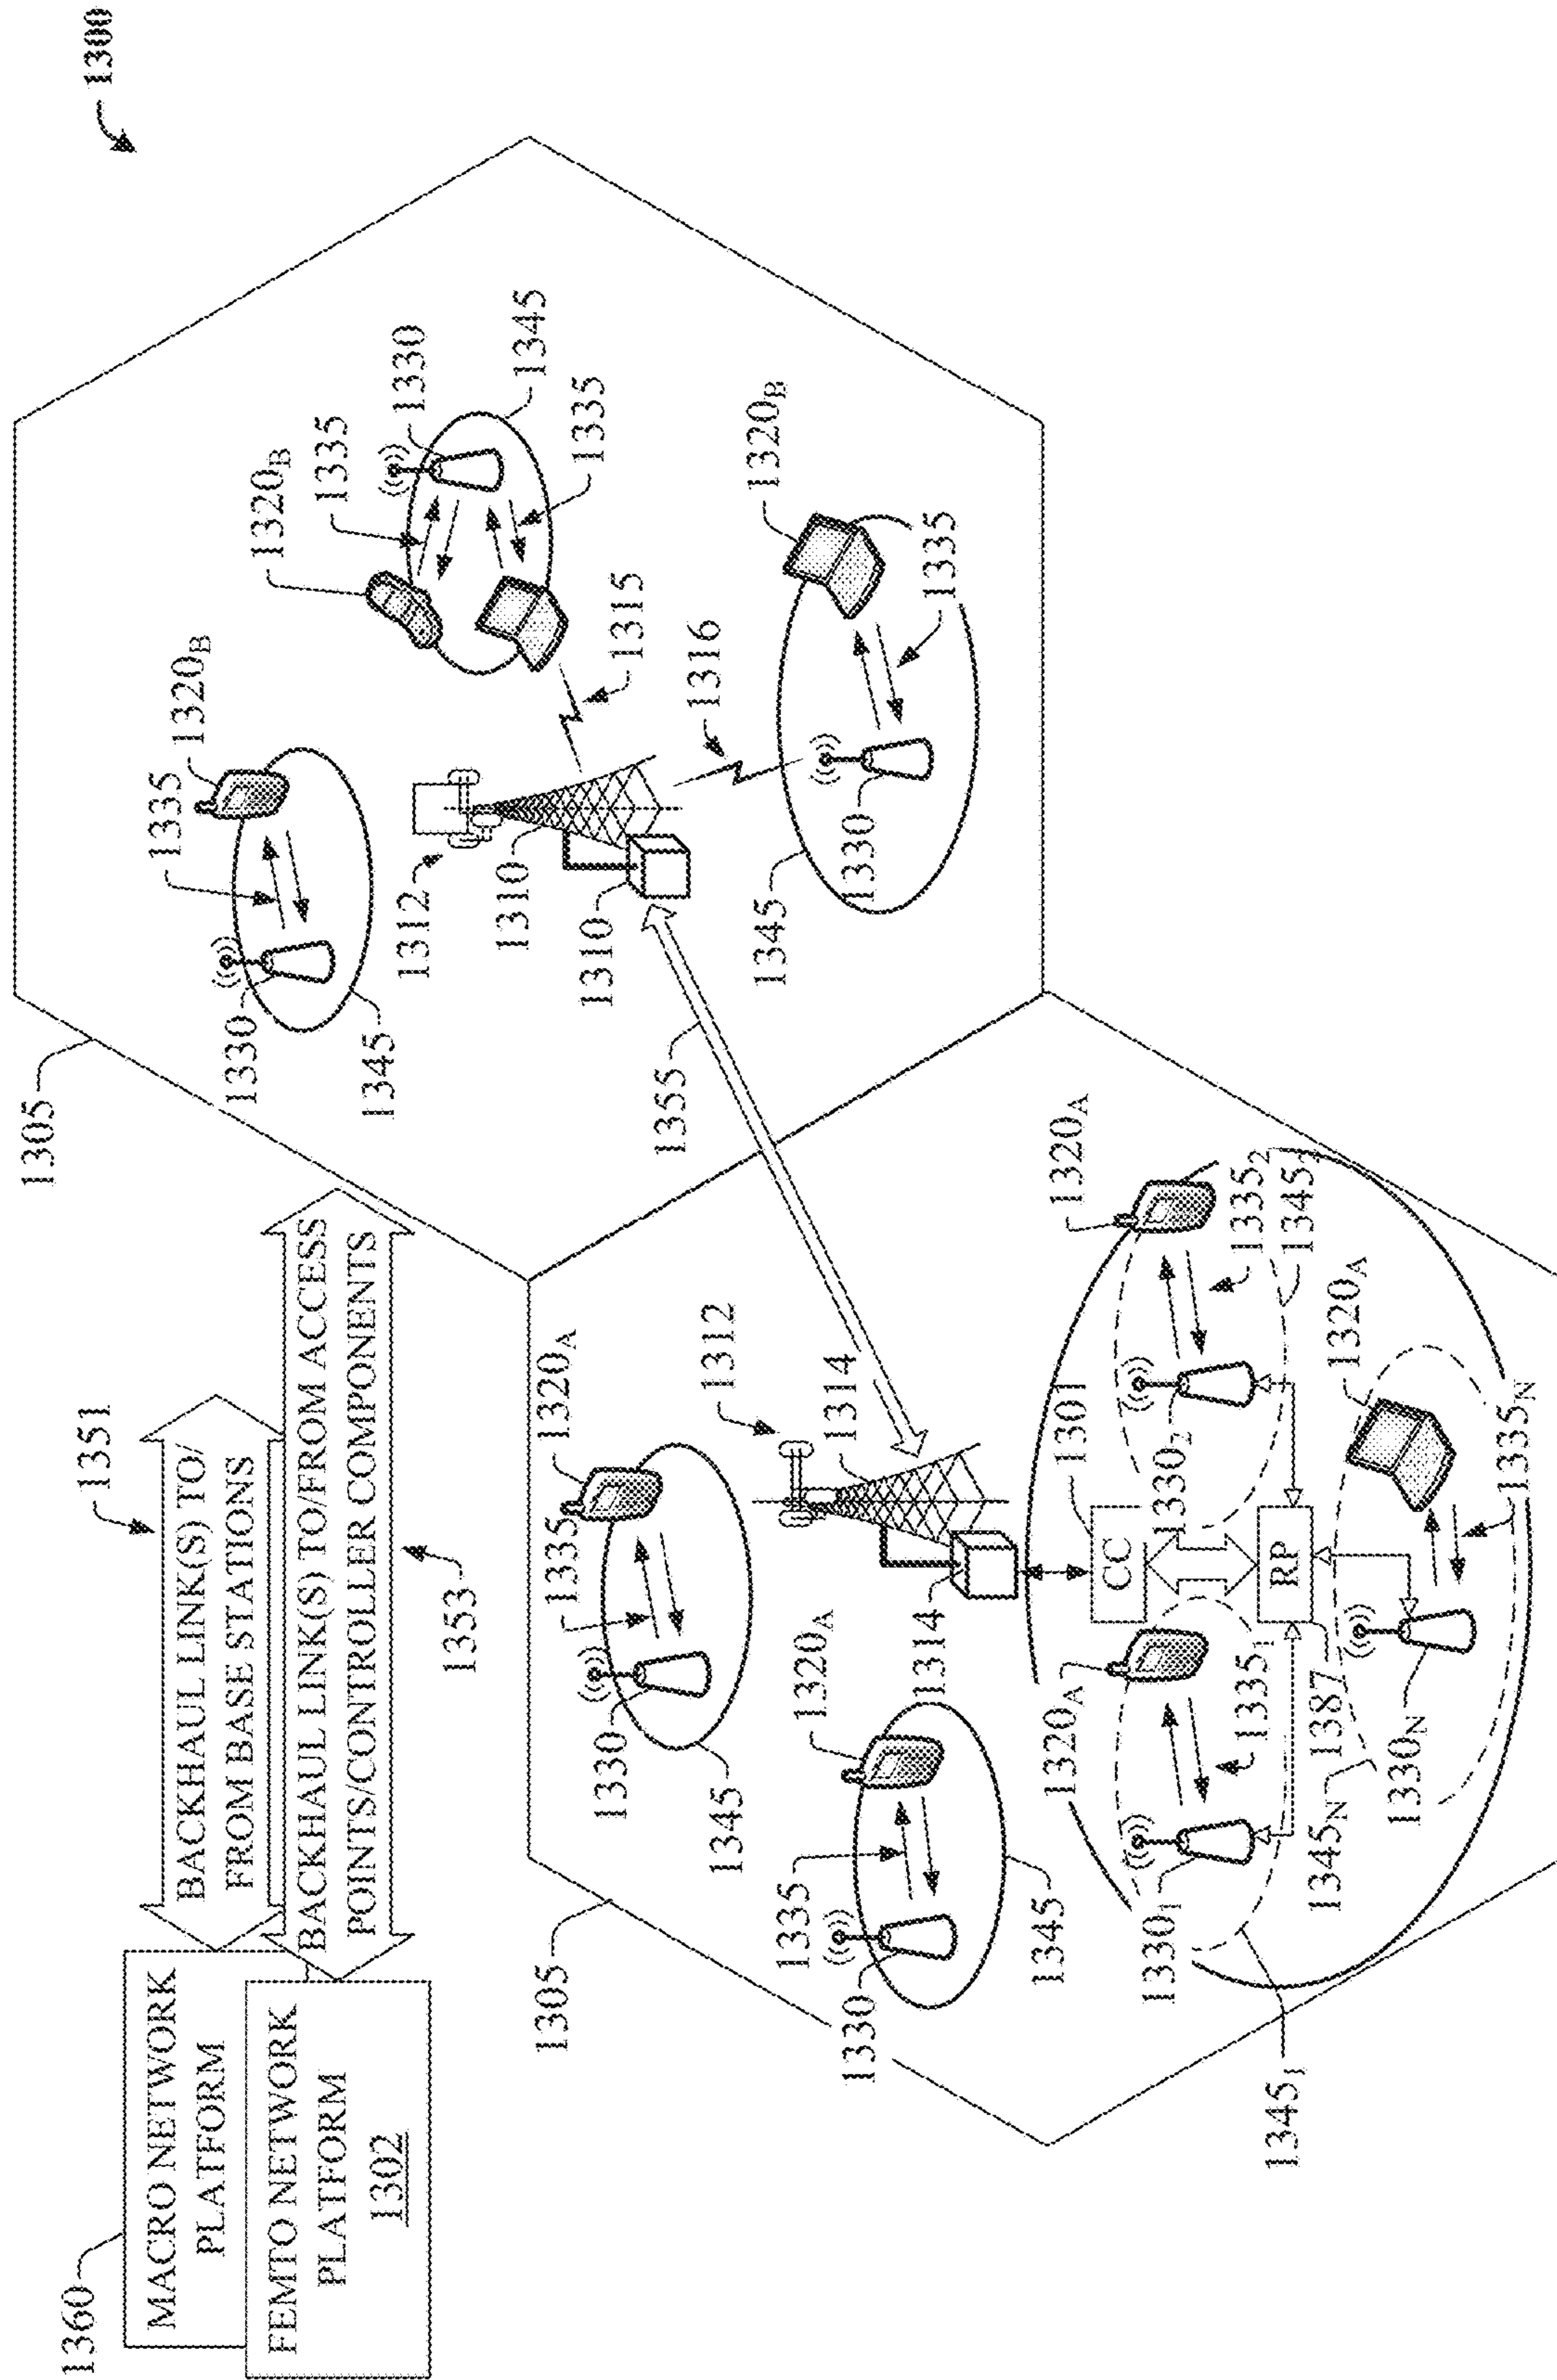 1300
1360
MACRO NETWORK
PLATFORM
FEMTO NETWORK
PLATFORM
1302
1351
BACKHAUL LINK(S) TO/
FROM BASE STATIONS
BACKHAUL LINK(S) TO/FROM ACCESS
POINTS/CONTROLLER COMPONENTS
1353
1305
1330
1345
1335
1320B
1312
1310
1310
1320B
1335
1330
1345
1335
1315
1316
1320B
1335
1330
1345
1355
1305
1330
1345
1335
1320A
1335
1330
1345
1320A
1312
1314
1314
1301
CC
RP
1387
1320A
13351
13301
13451
1320A
13352
13452
13302
1320A
1335N
1330N
1345N